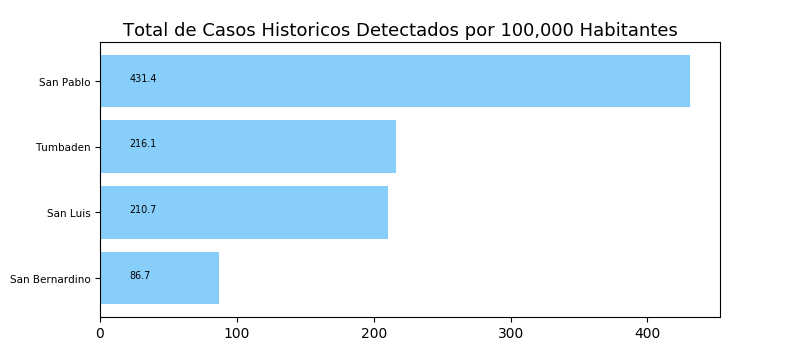 Total de Casos Historicos Detectados por 100,000 Habitantes
San Pablo 431.4
Tumbaden 216.1
San Luis 210.7
San Bernardino 86.7
0 100 200 300 400